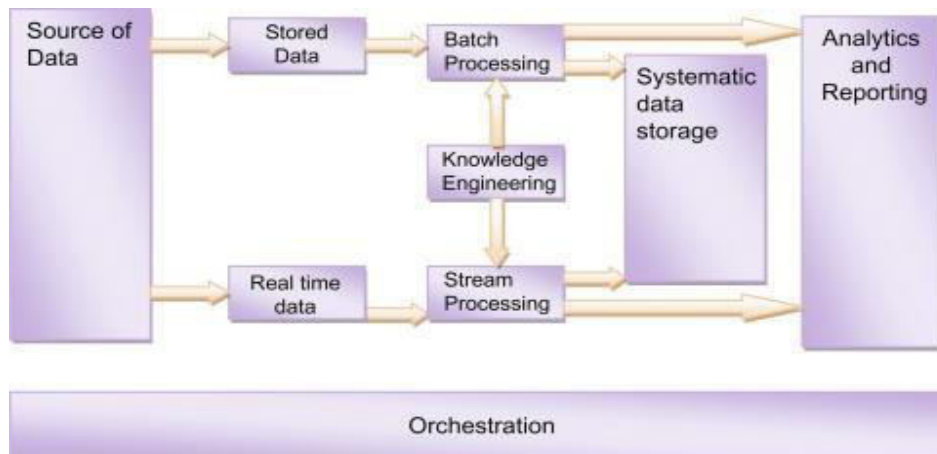 Source of
Data
Stored
Data
Batch
Processing
Systematic
data
storage
Analytics
and
Reporting
Knowledge
Engineering
Real time
data
Stream
Processing
Orchestration